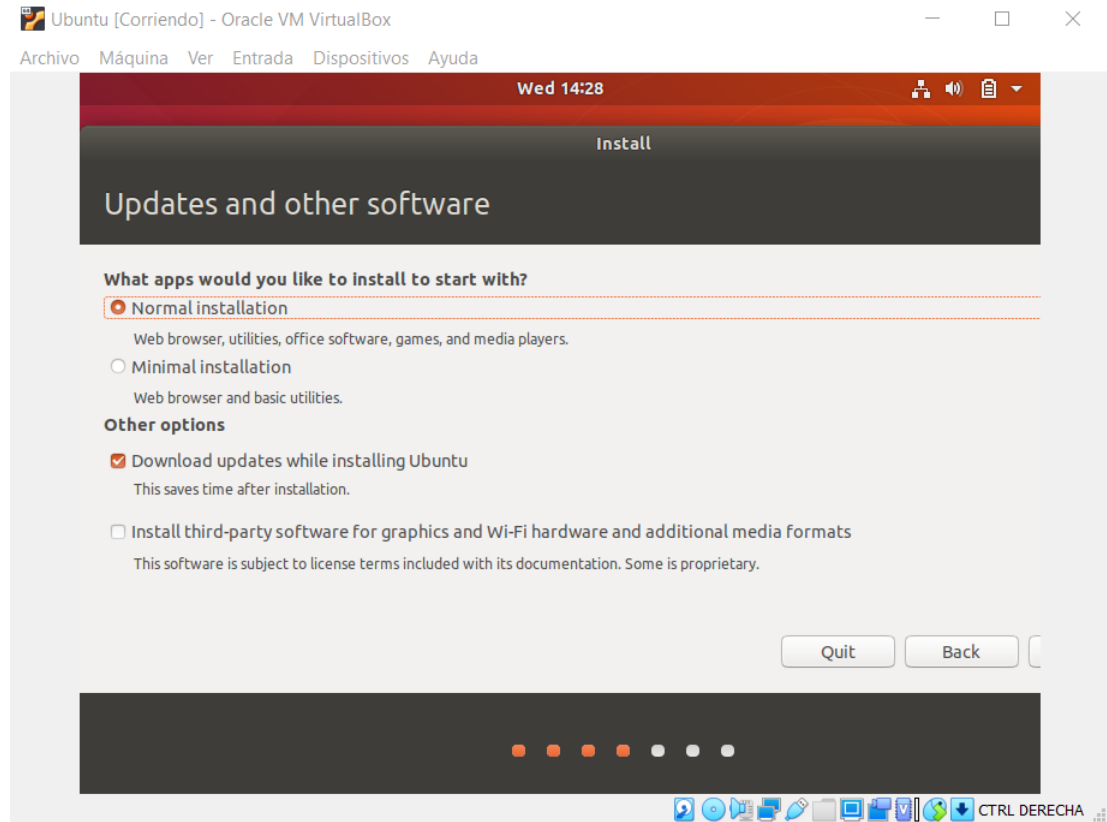 Ubuntu [Corriendo] - Oracle VM VirtualBox
Archivo Máquina Ver Entrada Dispositivos Ayuda
Wed 14:28
Install
Updates and other software
What apps would you like to install to start with?
Normal installation
Web browser, utilities, office software, games, and media players.
Minimal installation
Web browser and basic utilities.
Other options
Download updates while installing Ubuntu
This saves time after installation.
Install third-party software for graphics and Wi-Fi hardware and additional media formats
This software is subject to license terms included with its documentation. Some is proprietary.
Quit Back
CTRL DERECHA